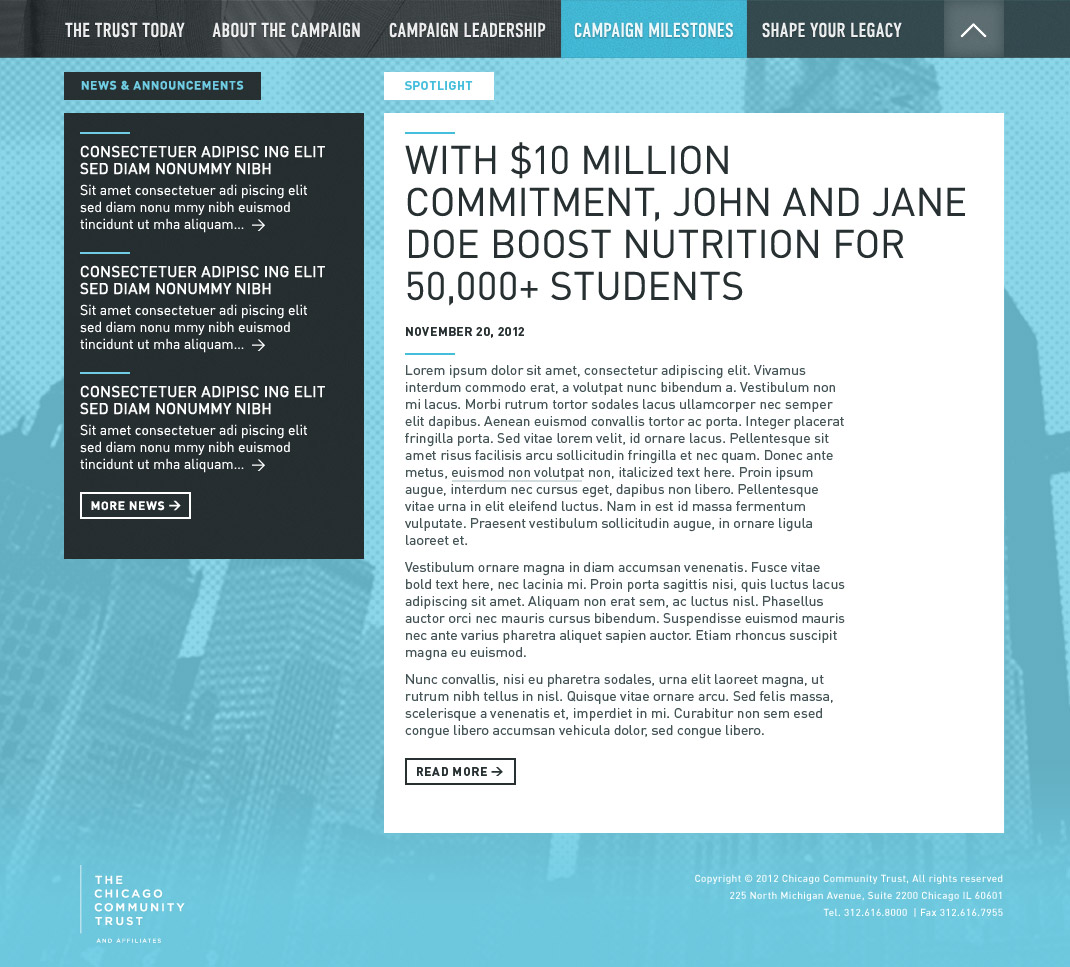 THE TRUST TODAY ABOUT THE CAMPAIGN CAMPAIGN LEADERSHIP CAMPAIGN MILESTONES SHAPE YOUR LEGACY
NEWS & ANNOUNCEMENTS
CONSECTETUER ADIPISC ING ELIT
SED DIAM NONUMMY NIBH
Sit amet consectetuer adi piscing elit
sed diam nonu mmy nibh euismod
tincidunt ut mha aliquam... →
CONSECTETUER ADIPISC ING ELIT
SED DIAM NONUMMY NIBH
Sit amet consectetuer adi piscing elit
sed diam nonu mmy nibh euismod
tincidunt ut mha aliquam... →
CONSECTETUER ADIPISC ING ELIT
SED DIAM NONUMMY NIBH
Sit amet consectetuer adi piscing elit
sed diam nonu mmy nibh euismod
tincidunt ut mha aliquam... →
MORE NEWS →
SPOTLIGHT
WITH $10 MILLION
COMMITMENT, JOHN AND JANE
DOE BOOST NUTRITION FOR
50,000+ STUDENTS
NOVEMBER 20, 2012
Lorem ipsum dolor sit amet, consectetur adipiscing elit. Vivamus
interdum commodo erat, a volutpat nunc bibendum a. Vestibulum non
mi lacus. Morbi rutrum tortor sodales lacus ullamcorper nec semper
elit dapibus. Aenean euismod convallis tortor ac porta. Integer placerat
fringilla porta. Sed vitae lorem velit, id ornare lacus. Pellentesque sit
amet risus facilisis arcu sollicitudin fringilla et nec quam. Donec ante
metus, euismod non volutpat non, italicized text here. Proin ipsum
augue, interdum nec cursus eget, dapibus non libero. Pellentesque
vitae urna in elit eleifend luctus. Nam in est id massa fermentum
vulputate. Praesent vestibulum sollicitudin augue, in ornare ligula
laoreet et.
Vestibulum ornare magna in diam accumsan venenatis. Fusce vitae
bold text here, nec lacinia mi. Proin porta sagittis nisi, quis luctus lacus
adipiscing sit amet. Aliquam non erat sem, ac luctus nisl. Phasellus
auctor orci nec mauris cursus bibendum. Suspendisse euismod mauris
nec ante varius pharetra aliquet sapien auctor. Etiam rhoncus suscipit
magna eu euismod.
Nunc convallis, nisi eu pharetra sodales, urna elit laoreet magna, ut
rutrum nibh tellus in nisl. Quisque vitae ornare arcu. Sed felis massa,
scelerisque a venenatis et, imperdiet in mi. Curabitur non sem esed
congue libero accumsan vehicula dolor, sed congue libero.
READ MORE →
THE
CHICAGO
COMMUNITY
TRUST
AND AFFILIATES
Copyright © 2012 Chicago Community Trust, All rights reserved
225 North Michigan Avenue, Suite 2200 Chicago IL 60601
Tel. 312.616.8000 | Fax 312.616.7955